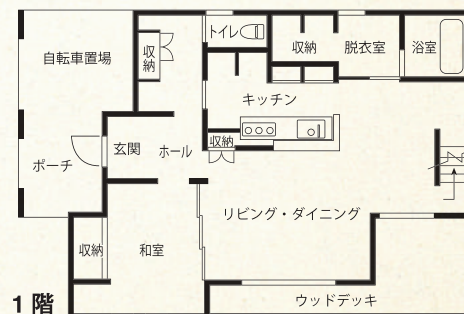 トイレ
収納
収納
脱衣室
浴室
自転車置場
キッチン
収納
玄関
ホール
ポーチ
リビング・ダイニング
収納
和室
ウッドデッキ
1階